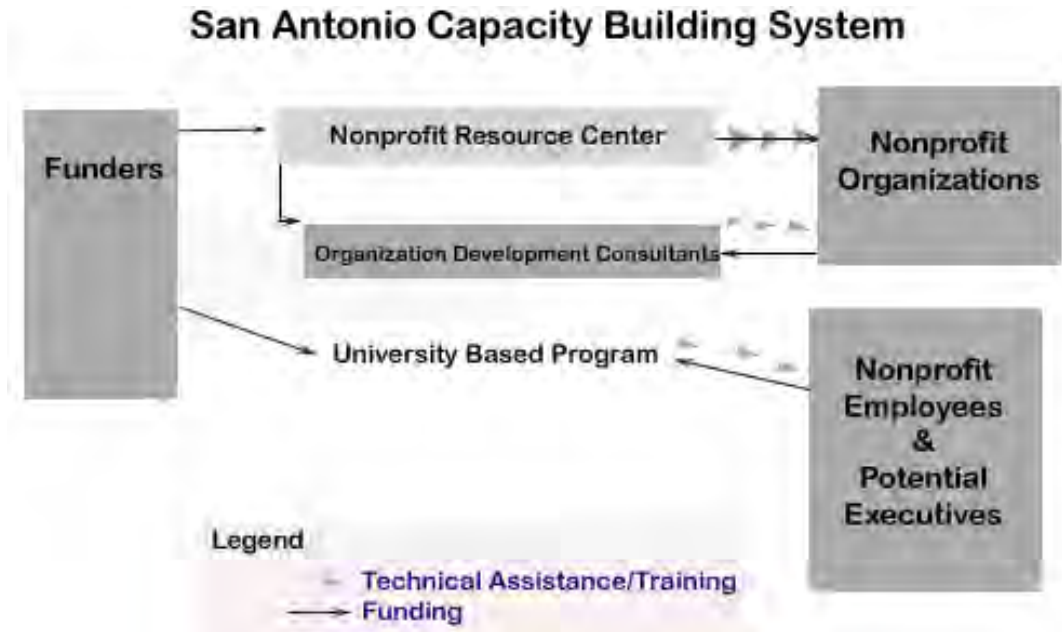 San Antonio Capacity Building System
Funders
Nonprofit Resource Center
Organization Development Consultants
University Based Program
Nonprofit
Organizations
Nonprofit
Employees
&
Potential
Executives
Legend
Technical Assistance/Training
Funding